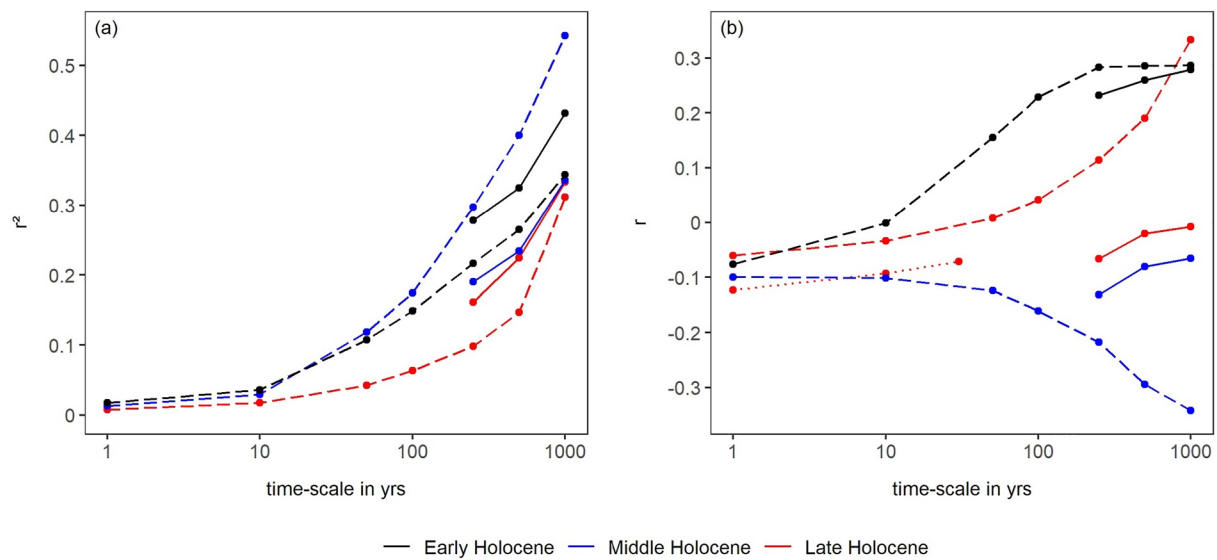 (a)
0.5
0.4
0.3
0.2
0.1
0
r²
1 10 100 1000
time-scale in yrs
(b)
0.3
0.2
0.1
0
-0.1
-0.2
-0.3
r
1 10 100 1000
time-scale in yrs
Early Holocene Middle Holocene Late Holocene